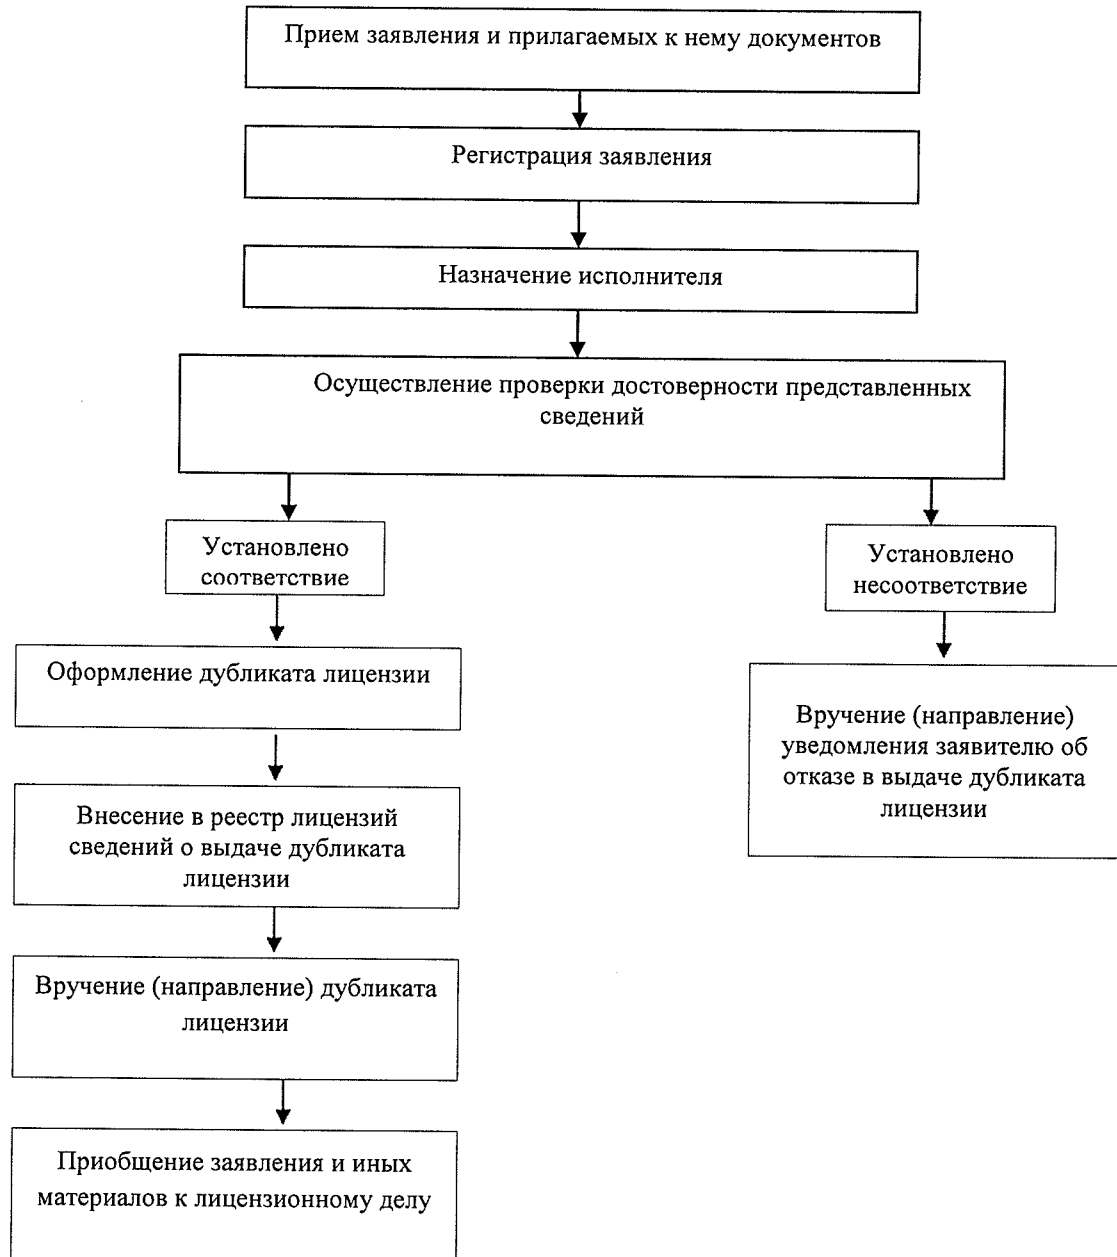 Прием заявления и прилагаемых к нему документов
Регистрация заявления
Назначение исполнителя
Осуществление проверки достоверности представленных
сведений
Установлено
соответствие
Установлено
несоответствие
Оформление дубликата лицензии
Вручение (направление)
уведомления заявителю об
отказе в выдаче дубликата
лицензии
Внесение в реестр лицензий
сведений о выдаче дубликата
лицензии
Вручение (направление) дубликата
лицензии
Приобщение заявления и иных
материалов к лицензионному делу